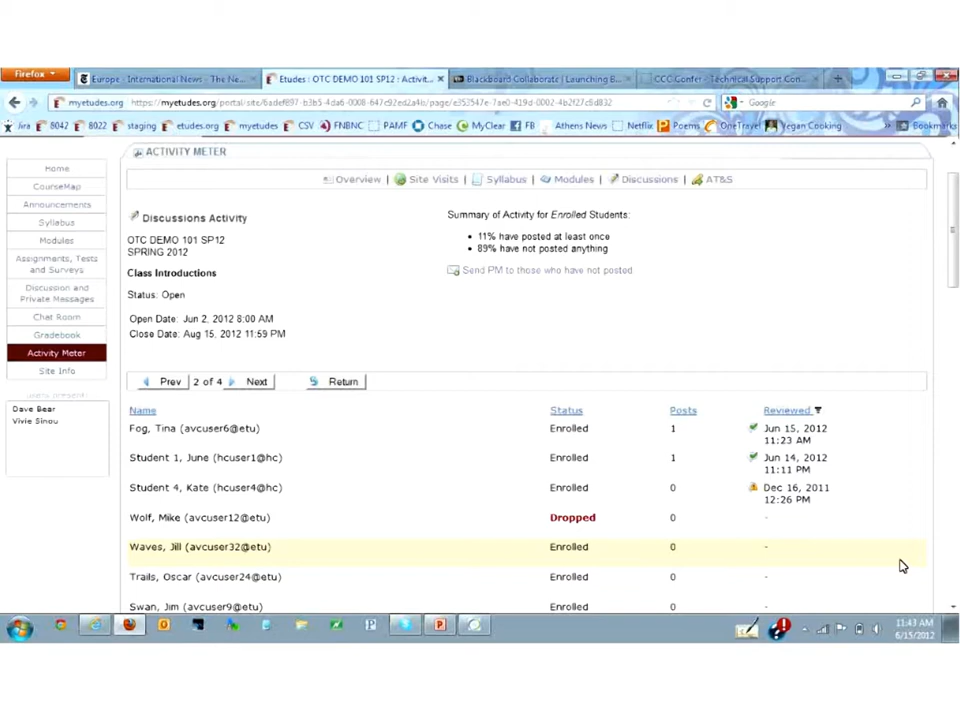 Firefox
Europe - International News - The Ne...
Etudes : OTC DEMO 101 SP12 : Activit...
Blackboard Collaborate | Launching B...
CCC Confer - Technical Support Con...
myetudes.org
Google
Jira
8042
8022
staging
etudes.org
myetudes
CSV
FNBNC
PAMF
Chase
MyClear
FB
Athens News
Netflix
Poems
OneTravel
Vegan Cooking
Bookmarks
Home
CourseMap
Announcements
Syllabus
Modules
Assignments, Tests
and Surveys
Discussion and
Private Messages
Chat Room
Gradebook
Activity Meter
Site Info
Dave Bear
Vivie Sinou
ACTIVITY METER
Overview | Site Visits | Syllabus | Modules | Discussions | AT&S
Discussions Activity
OTC DEMO 101 SP12
SPRING 2012
Class Introductions
Status: Open
Open Date: Jun 2, 2012 8:00 AM
Close Date: Aug 15, 2012 11:59 PM
Summary of Activity for Enrolled Students:
• 11% have posted at least once
• 89% have not posted anything
Send PM to those who have not posted
Prev 2 of 4 Next Return
Name Status Posts Reviewed
Fog, Tina (avcuser6@etu) Enrolled 1 Jun 15, 2012
11:23 AM
Student 1, June (hcuser1@hc) Enrolled 1 Jun 14, 2012
11:11 PM
Student 4, Kate (hcuser4@hc) Enrolled 0 Dec 16, 2011
12:26 PM
Wolf, Mike (avcuser12@etu) Dropped 0 -
Waves, Jill (avcuser32@etu) Enrolled 0 -
Trails, Oscar (avcuser24@etu) Enrolled 0 -
Swan, Jim (avcuser9@etu) Enrolled 0
11:43 AM
6/15/2012